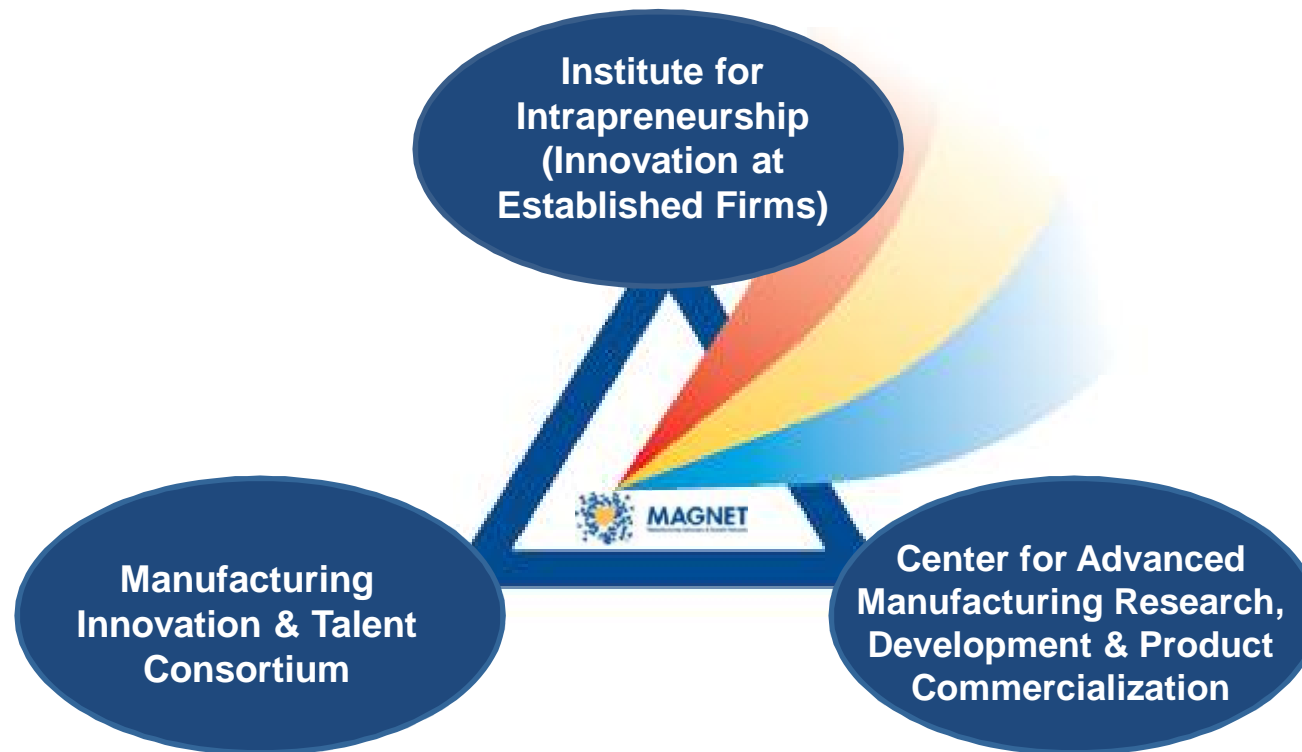 Institute for
Intrapreneurship
(Innovation at
Established Firms)
MAGNET
Manufacturing
Innovation & Talent
Consortium
Center for Advanced
Manufacturing Research,
Development & Product
Commercialization